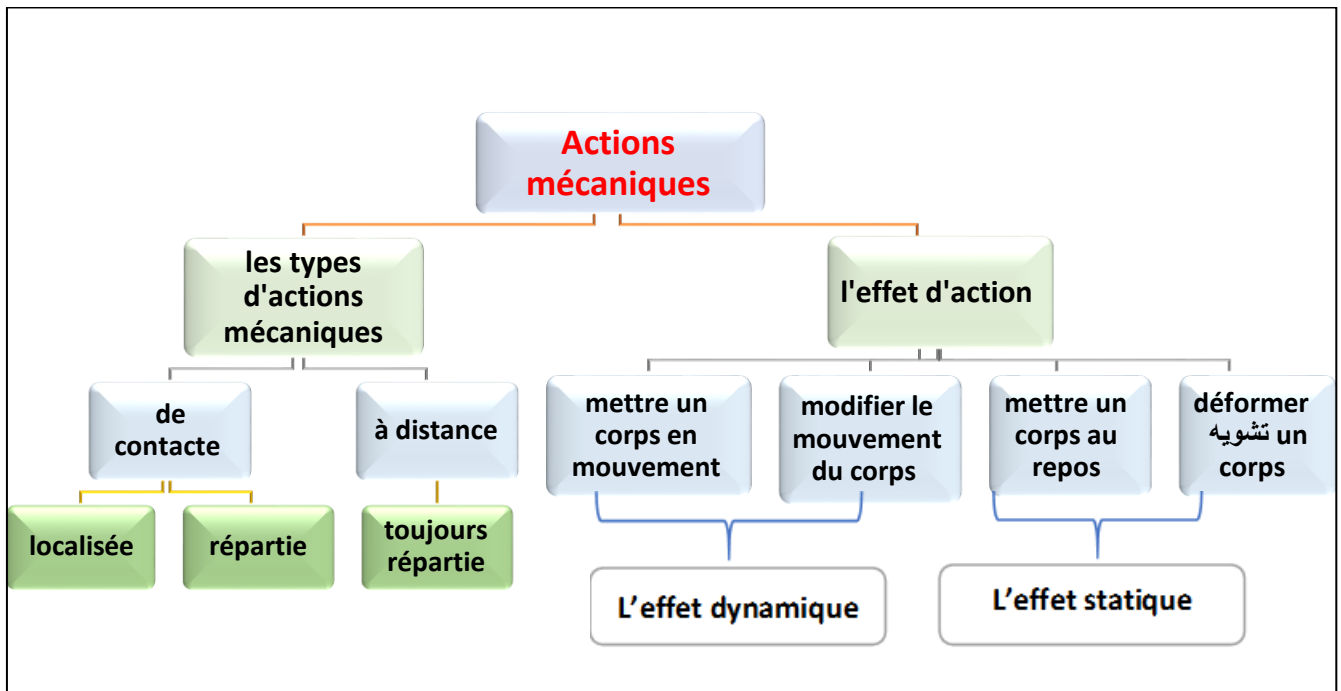 Actions
mécaniques
les types
d'actions
mécaniques
l'effet d'action
de
contacte
à distance
mettre un
corps en
mouvement
modifier le
mouvement
du corps
mettre un
corps au
repos
déformer
تشويه un
corps
localisée
répartie
toujours
répartie
L’effet dynamique
L’effet statique